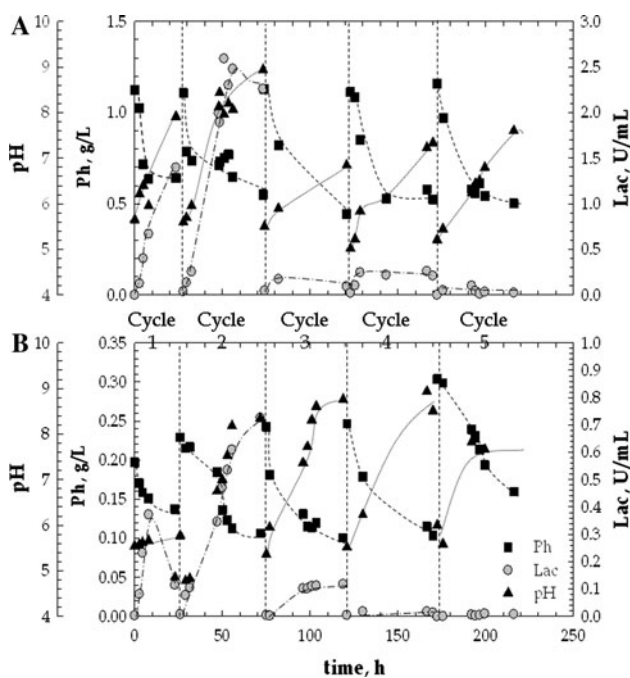 A
10
9
8
7
6
5
4
pH
1.5
1.0
0.5
0.0
Ph, g/L
3.0
2.5
2.0
1.5
1.0
0.5
0.0
Lac, U/mL
Cycle 1
Cycle 2
Cycle 3
Cycle 4
Cycle 5
B
10
9
8
7
6
5
4
pH
0.35
0.30
0.25
0.20
0.15
0.10
0.05
0.00
Ph, g/L
1.0
0.9
0.8
0.7
0.6
0.5
0.4
0.3
0.2
0.1
0.0
Lac, U/mL
Ph
Lac
pH
0
50
100
150
200
250
time, h